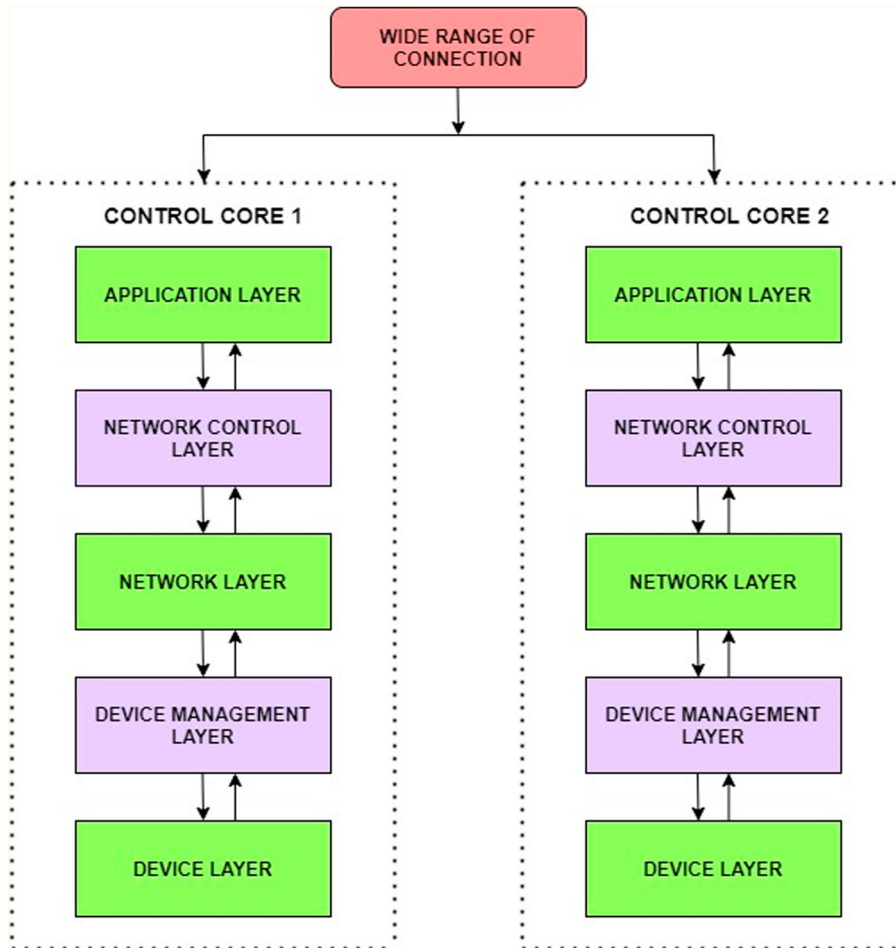 WIDE RANGE OF
CONNECTION
CONTROL CORE 1
APPLICATION LAYER
NETWORK CONTROL
LAYER
NETWORK LAYER
DEVICE MANAGEMENT
LAYER
DEVICE LAYER
CONTROL CORE 2
APPLICATION LAYER
NETWORK CONTROL
LAYER
NETWORK LAYER
DEVICE MANAGEMENT
LAYER
DEVICE LAYER